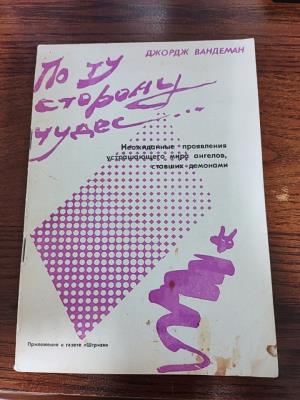 ДЖОРДЖ ВАНДЕМАН
По ту
сторону
чудес...
Неожиданные проявления
устрашающего мира ангелов,
ставших демонами
Приложение к газете «Штрихи»